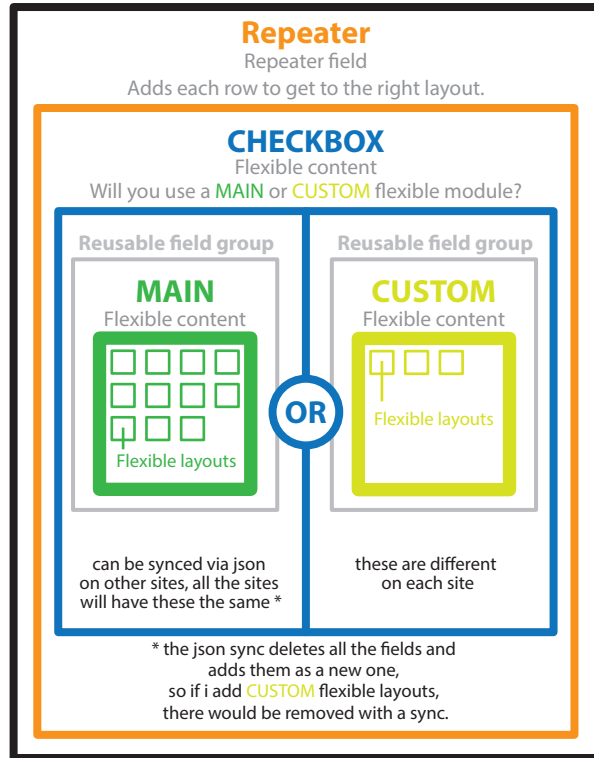 Repeater
Repeater field
Adds each row to get to the right layout.
CHECKBOX
Flexible content
Will you use a MAIN or CUSTOM flexible module?
Reusable field group
MAIN
Flexible content
Flexible layouts
can be synced via json
on other sites, all the sites
will have these the same *
OR
Reusable field group
CUSTOM
Flexible content
Flexible layouts
these are different
on each site
* the json sync deletes all the fields and
adds them as a new one,
so if i add CUSTOM flexible layouts,
there would be removed with a sync.